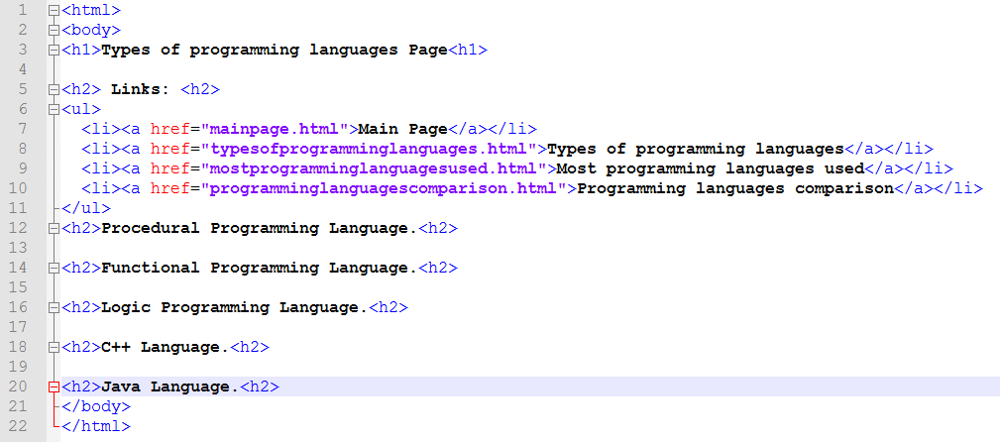 1 <html>
2 <body>
3 <h1>Types of programming languages Page<h1>
4
5 <h2> Links: <h2>
6 <ul>
7   <li><a href="mainpage.html">Main Page</a></li>
8   <li><a href="typesofprogramminglanguages.html">Types of programming languages</a></li>
9   <li><a href="mostprogramminglanguagesused.html">Most programming languages used</a></li>
10   <li><a href="programminglanguagescomparison.html">Programming languages comparison</a></li>
11 </ul>
12 <h2>Procedural Programming Language.<h2>
13
14 <h2>Functional Programming Language.<h2>
15
16 <h2>Logic Programming Language.<h2>
17
18 <h2>C++ Language.<h2>
19
20 <h2>Java Language.<h2>
21 </body>
22 </html>